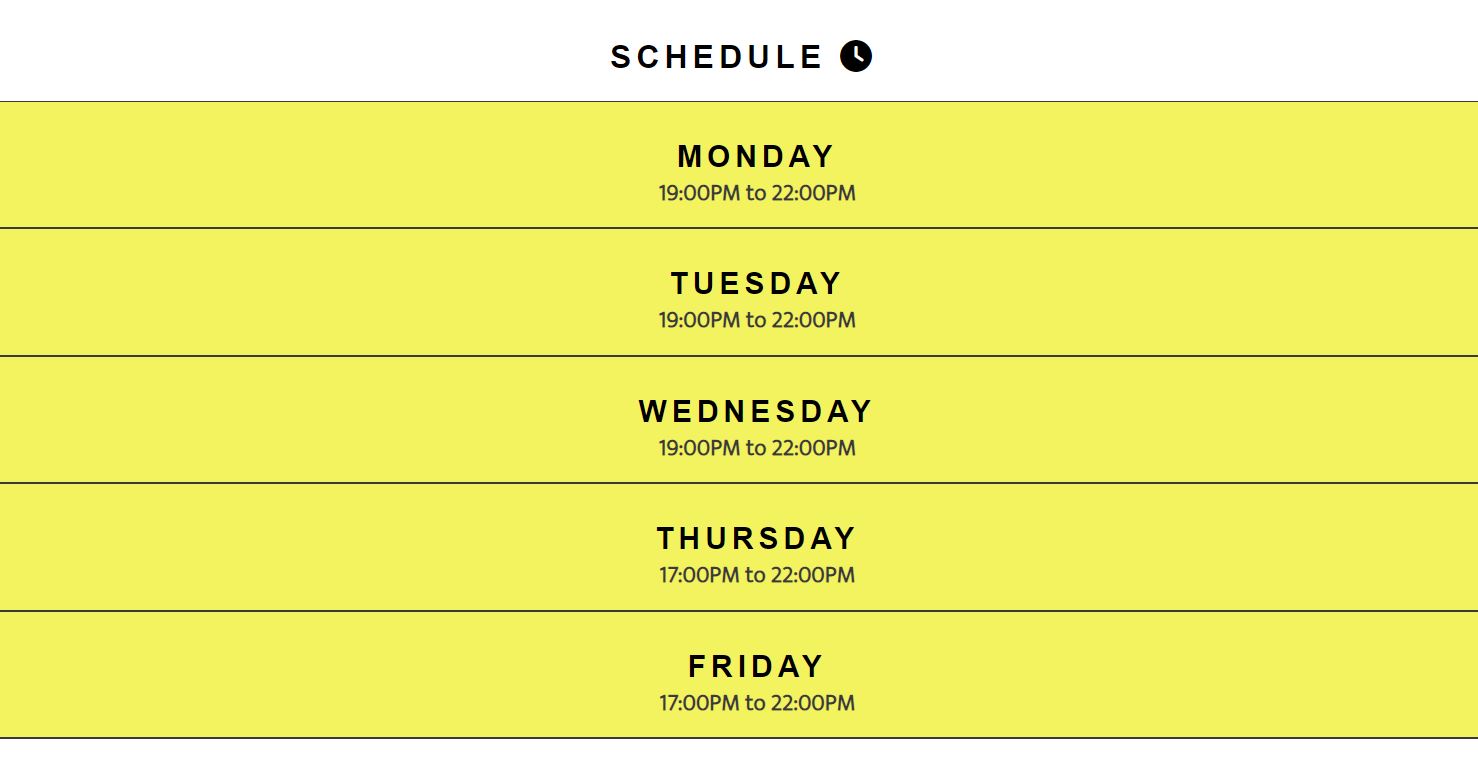 SCHEDULE
MONDAY
19:00PM to 22:00PM
TUESDAY
19:00PM to 22:00PM
WEDNESDAY
19:00PM to 22:00PM
THURSDAY
17:00PM to 22:00PM
FRIDAY
17:00PM to 22:00PM